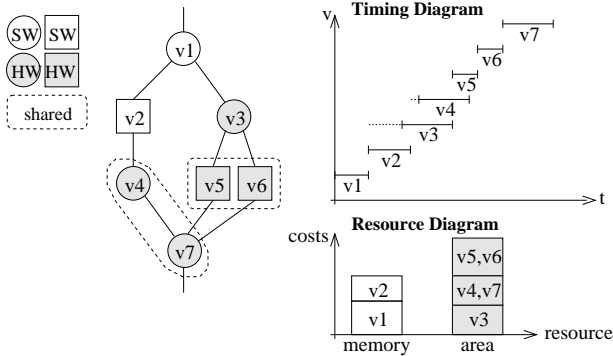 SW SW
HW HW
shared
v1
v2 v3
v4 v5 v6
v7
Timing Diagram
v
v7
v6
v5
v4
v3
v2
v1
t
Resource Diagram
costs
v5,v6
v2 v4,v7
v1 v3
resource
memory area